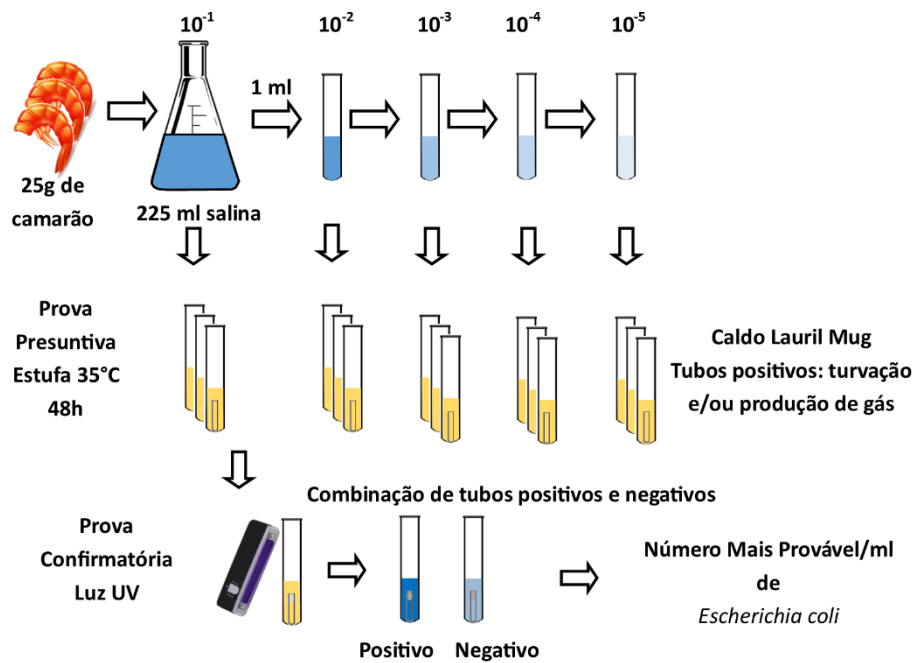 10⁻¹
10⁻²
10⁻³
10⁻⁴
10⁻⁵
1 ml
25g de
camarão
225 ml salina
Prova
Presuntiva
Estufa 35°C
48h
Caldo Lauril Mug
Tubos positivos: turvação
e/ou produção de gás
Combinação de tubos positivos e negativos
Prova
Confirmatória
Luz UV
Positivo
Negativo
Número Mais Provável/ml
de
Escherichia coli